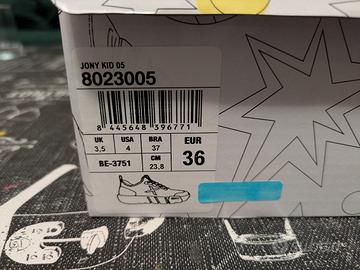 JONY KID 05
8023005
8 445648 396771
UK USA BRA EUR
3,5 4 37 36
BE-3751 CM
23,8